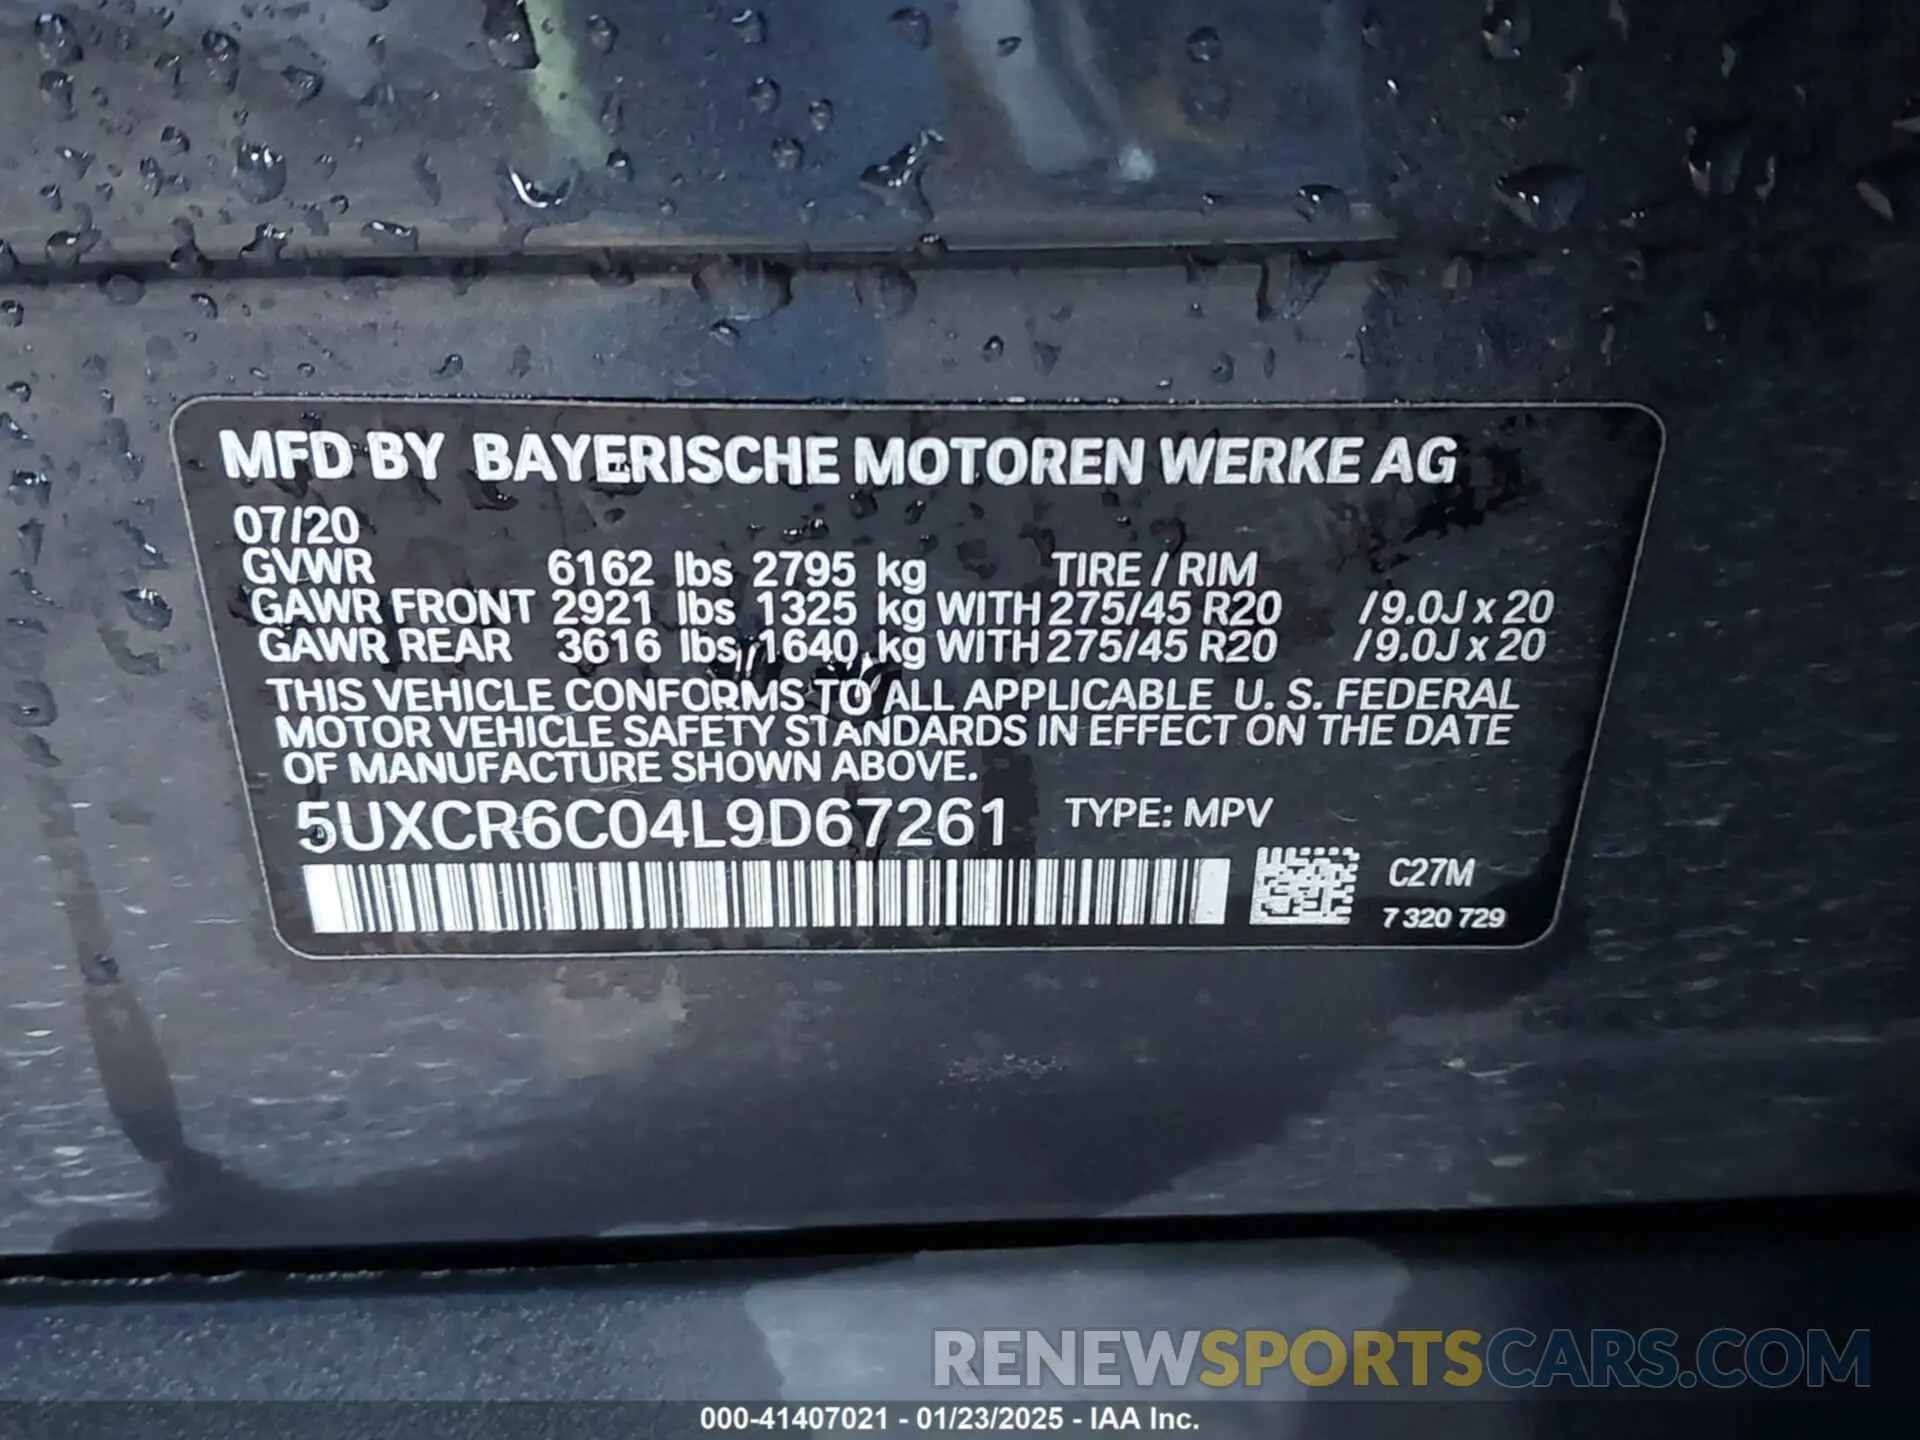 MFD BY BAYERISCHE MOTOREN WERKE AG
07/20
GVWR 6162 lbs 2795 kg TIRE / RIM
GAWR FRONT 2921 lbs 1325 kg WITH 275/45 R20 /9.0J x 20
GAWR REAR 3616 lbs 1640 kg WITH 275/45 R20 /9.0J x 20
THIS VEHICLE CONFORMS TO ALL APPLICABLE U. S. FEDERAL
MOTOR VEHICLE SAFETY STANDARDS IN EFFECT ON THE DATE
OF MANUFACTURE SHOWN ABOVE.
5UXCR6C04L9D67261 TYPE: MPV
C27M
7 320 729
RENEWSPORTSCARS.COM
000-41407021 - 01/23/2025 - IAA Inc.